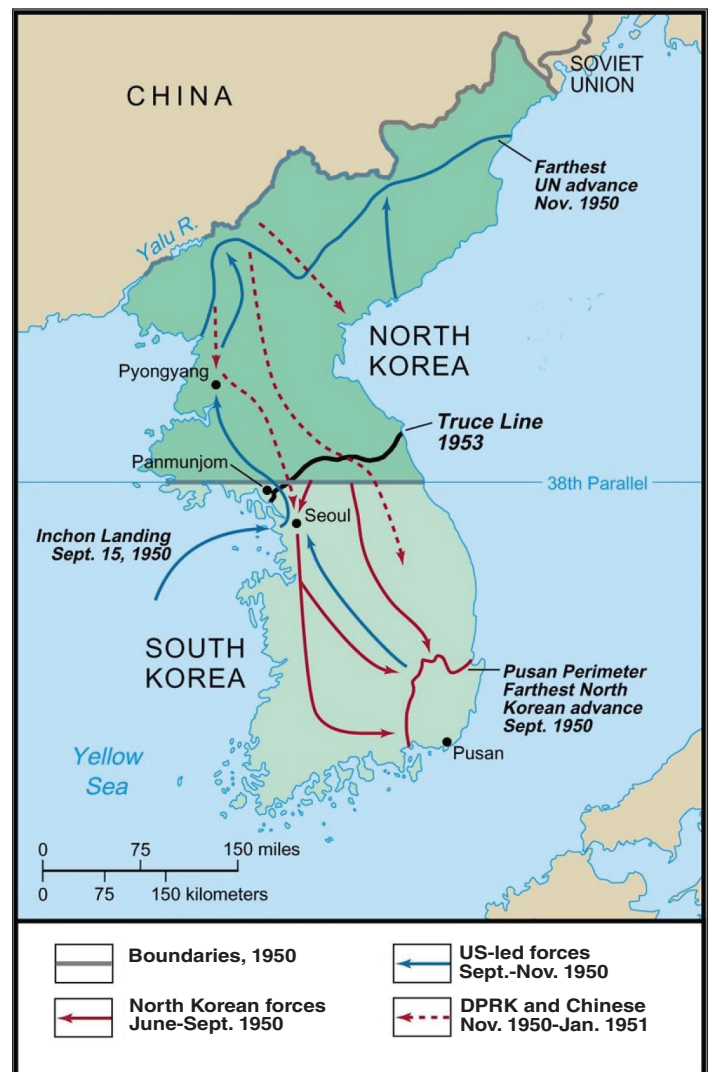 SOVIET
UNION
CHINA
Farthest
UN advance
Nov. 1950
Yalu R.
NORTH
KOREA
Pyongyang
Truce Line
1953
Panmunjom
38th Parallel
Seoul
Inchon Landing
Sept. 15, 1950
SOUTH
KOREA
Pusan Perimeter
Farthest North
Korean advance
Sept. 1950
Yellow
Sea
Pusan
0 75 150 miles
0 75 150 kilometers
Boundaries, 1950
US-led forces
Sept.-Nov. 1950
North Korean forces
June-Sept. 1950
DPRK and Chinese
Nov. 1950-Jan. 1951